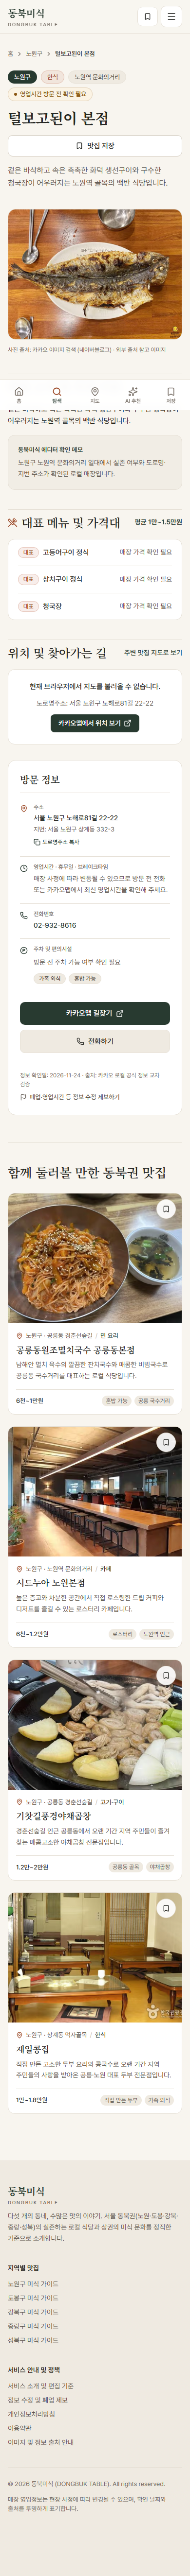 동북미식
DONGBUK TABLE
홈 > 노원구 > 털보고된이 본점
노원구 한식 노원역 문화의거리
영업시간 방문 전 확인 필요
털보고된이 본점
맛집 저장
겉은 바삭하고 속은 촉촉한 화덕 생선구이와 구수한
청국장이 어우러지는 노원역 골목의 백반 식당입니다.
사진 출처: 카카오 이미지 검색 (네이버블로그) · 외부 출처 참고 이미지
홈 탐색 지도 AI 추천 저장
청국장이 어우러지는 노원역 골목의 백반 식당입니다.
동북미식 에디터 확인 메모
노원구 노원역 문화의거리 일대에서 실존 여부와 도로명·
지번 주소가 확인된 로컬 매장입니다.
대표 메뉴 및 가격대 평균 1만~1.5만원
대표 고등어구이 정식 매장 가격 확인 필요
대표 삼치구이 정식 매장 가격 확인 필요
대표 청국장 매장 가격 확인 필요
위치 및 찾아가는 길 주변 맛집 지도로 보기
현재 브라우저에서 지도를 불러올 수 없습니다.
도로명주소: 서울 노원구 노해로81길 22-22
카카오맵에서 위치 보기
방문 정보
주소
서울 노원구 노해로81길 22-22
지번: 서울 노원구 상계동 332-3
도로명주소 복사
영업시간 · 휴무일 · 브레이크타임
매장 사정에 따라 변동될 수 있으므로 방문 전 전화
또는 카카오맵에서 최신 영업시간을 확인해 주세요.
전화번호
02-932-8616
주차 및 편의시설
방문 전 주차 가능 여부 확인 필요
가족 외식 혼밥 가능
카카오맵 길찾기
전화하기
정보 확인일: 2026-11-24 · 출처: 카카오 로컬 공식 정보 교차
검증
폐업·영업시간 등 정보 수정 제보하기
함께 둘러볼 만한 동북권 맛집
노원구 · 공릉동 경춘선숲길 / 면 요리
공릉동원조멸치국수 공릉동본점
남해안 멸치 육수의 깔끔한 잔치국수와 매콤한 비빔국수로
공릉동 국수거리를 대표하는 로컬 식당입니다.
6천~1만원 혼밥 가능 공릉 국수거리
노원구 · 노원역 문화의거리 / 카페
시드누아 노원본점
높은 층고와 차분한 공간에서 직접 로스팅한 드립 커피와
디저트를 즐길 수 있는 로스터리 카페입니다.
6천~1.2만원 로스터리 노원역 인근
노원구 · 공릉동 경춘선숲길 / 고기·구이
기찻길풍경야채곱창
경춘선숲길 인근 공릉동에서 오랜 기간 지역 주민들이 즐겨
찾는 매콤고소한 야채곱창 전문점입니다.
1.2만~2만원 공릉동 골목 야채곱창
노원구 · 상계동 먹자골목 / 한식
제일콩집
직접 만든 고소한 두부 요리와 콩국수로 오랜 기간 지역
주민들의 사랑을 받아온 공릉·노원 대표 두부 전문점입니다.
1만~1.8만원 직접 만든 두부 가족 외식
동북미식
DONGBUK TABLE
다섯 개의 동네, 수많은 맛의 이야기. 서울 동북권(노원·도봉·강북·
중랑·성북)의 실존하는 로컬 식당과 상권의 미식 문화를 정직한
기준으로 소개합니다.
지역별 맛집
노원구 미식 가이드
도봉구 미식 가이드
강북구 미식 가이드
중랑구 미식 가이드
성북구 미식 가이드
서비스 안내 및 정책
서비스 소개 및 편집 기준
정보 수정 및 폐업 제보
개인정보처리방침
이용약관
이미지 및 정보 출처 안내
© 2026 동북미식 (DONGBUK TABLE). All rights reserved.
매장 영업정보는 현장 사정에 따라 변경될 수 있으며, 확인 날짜와
출처를 투명하게 표기합니다.